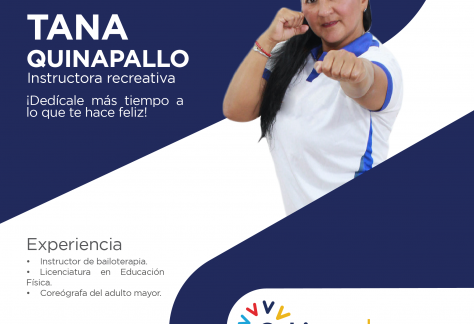 TANA
QUINAPALLO
Instructora recreativa
¡Dedícale más tiempo a
lo que te hace feliz!
Experiencia
• Instructor de bailoterapia.
• Licenciatura en Educación
Física.
• Coreógrafa del adulto mayor.